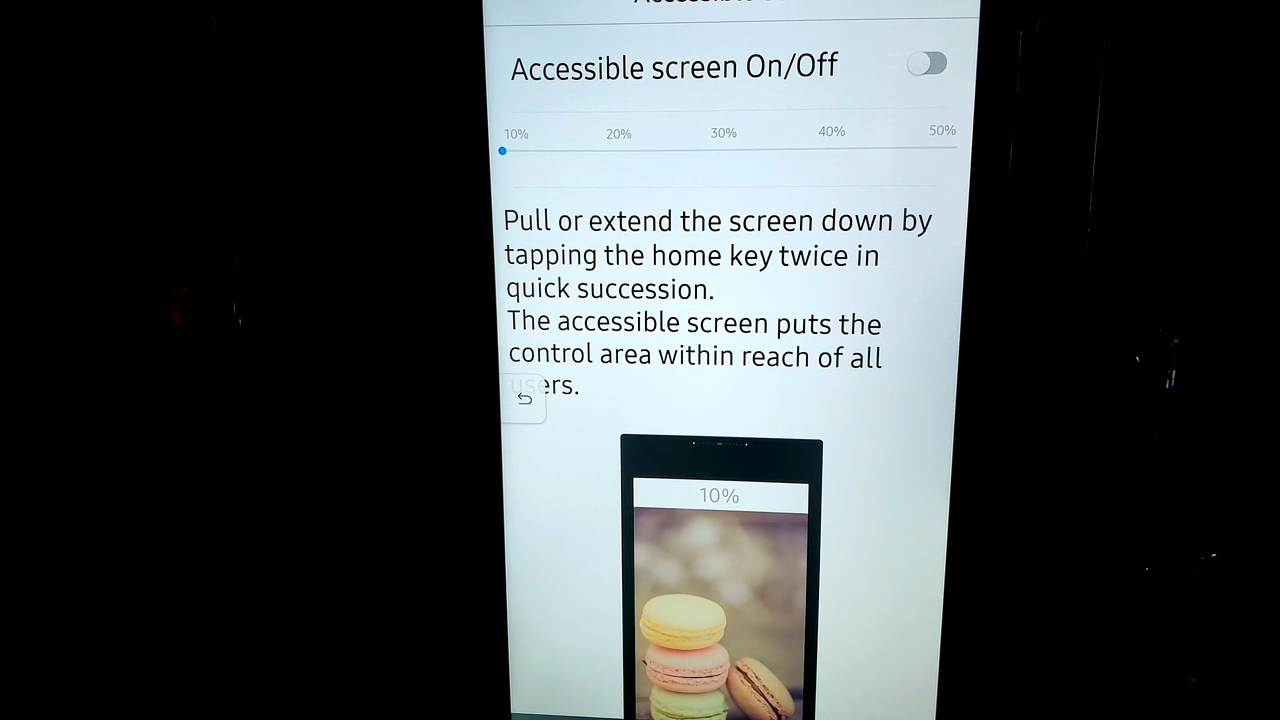 Accessible screen On/Off
10% 20% 30% 40% 50%
Pull or extend the screen down by
tapping the home key twice in
quick succession.
The accessible screen puts the
control area within reach of all
users.
10%